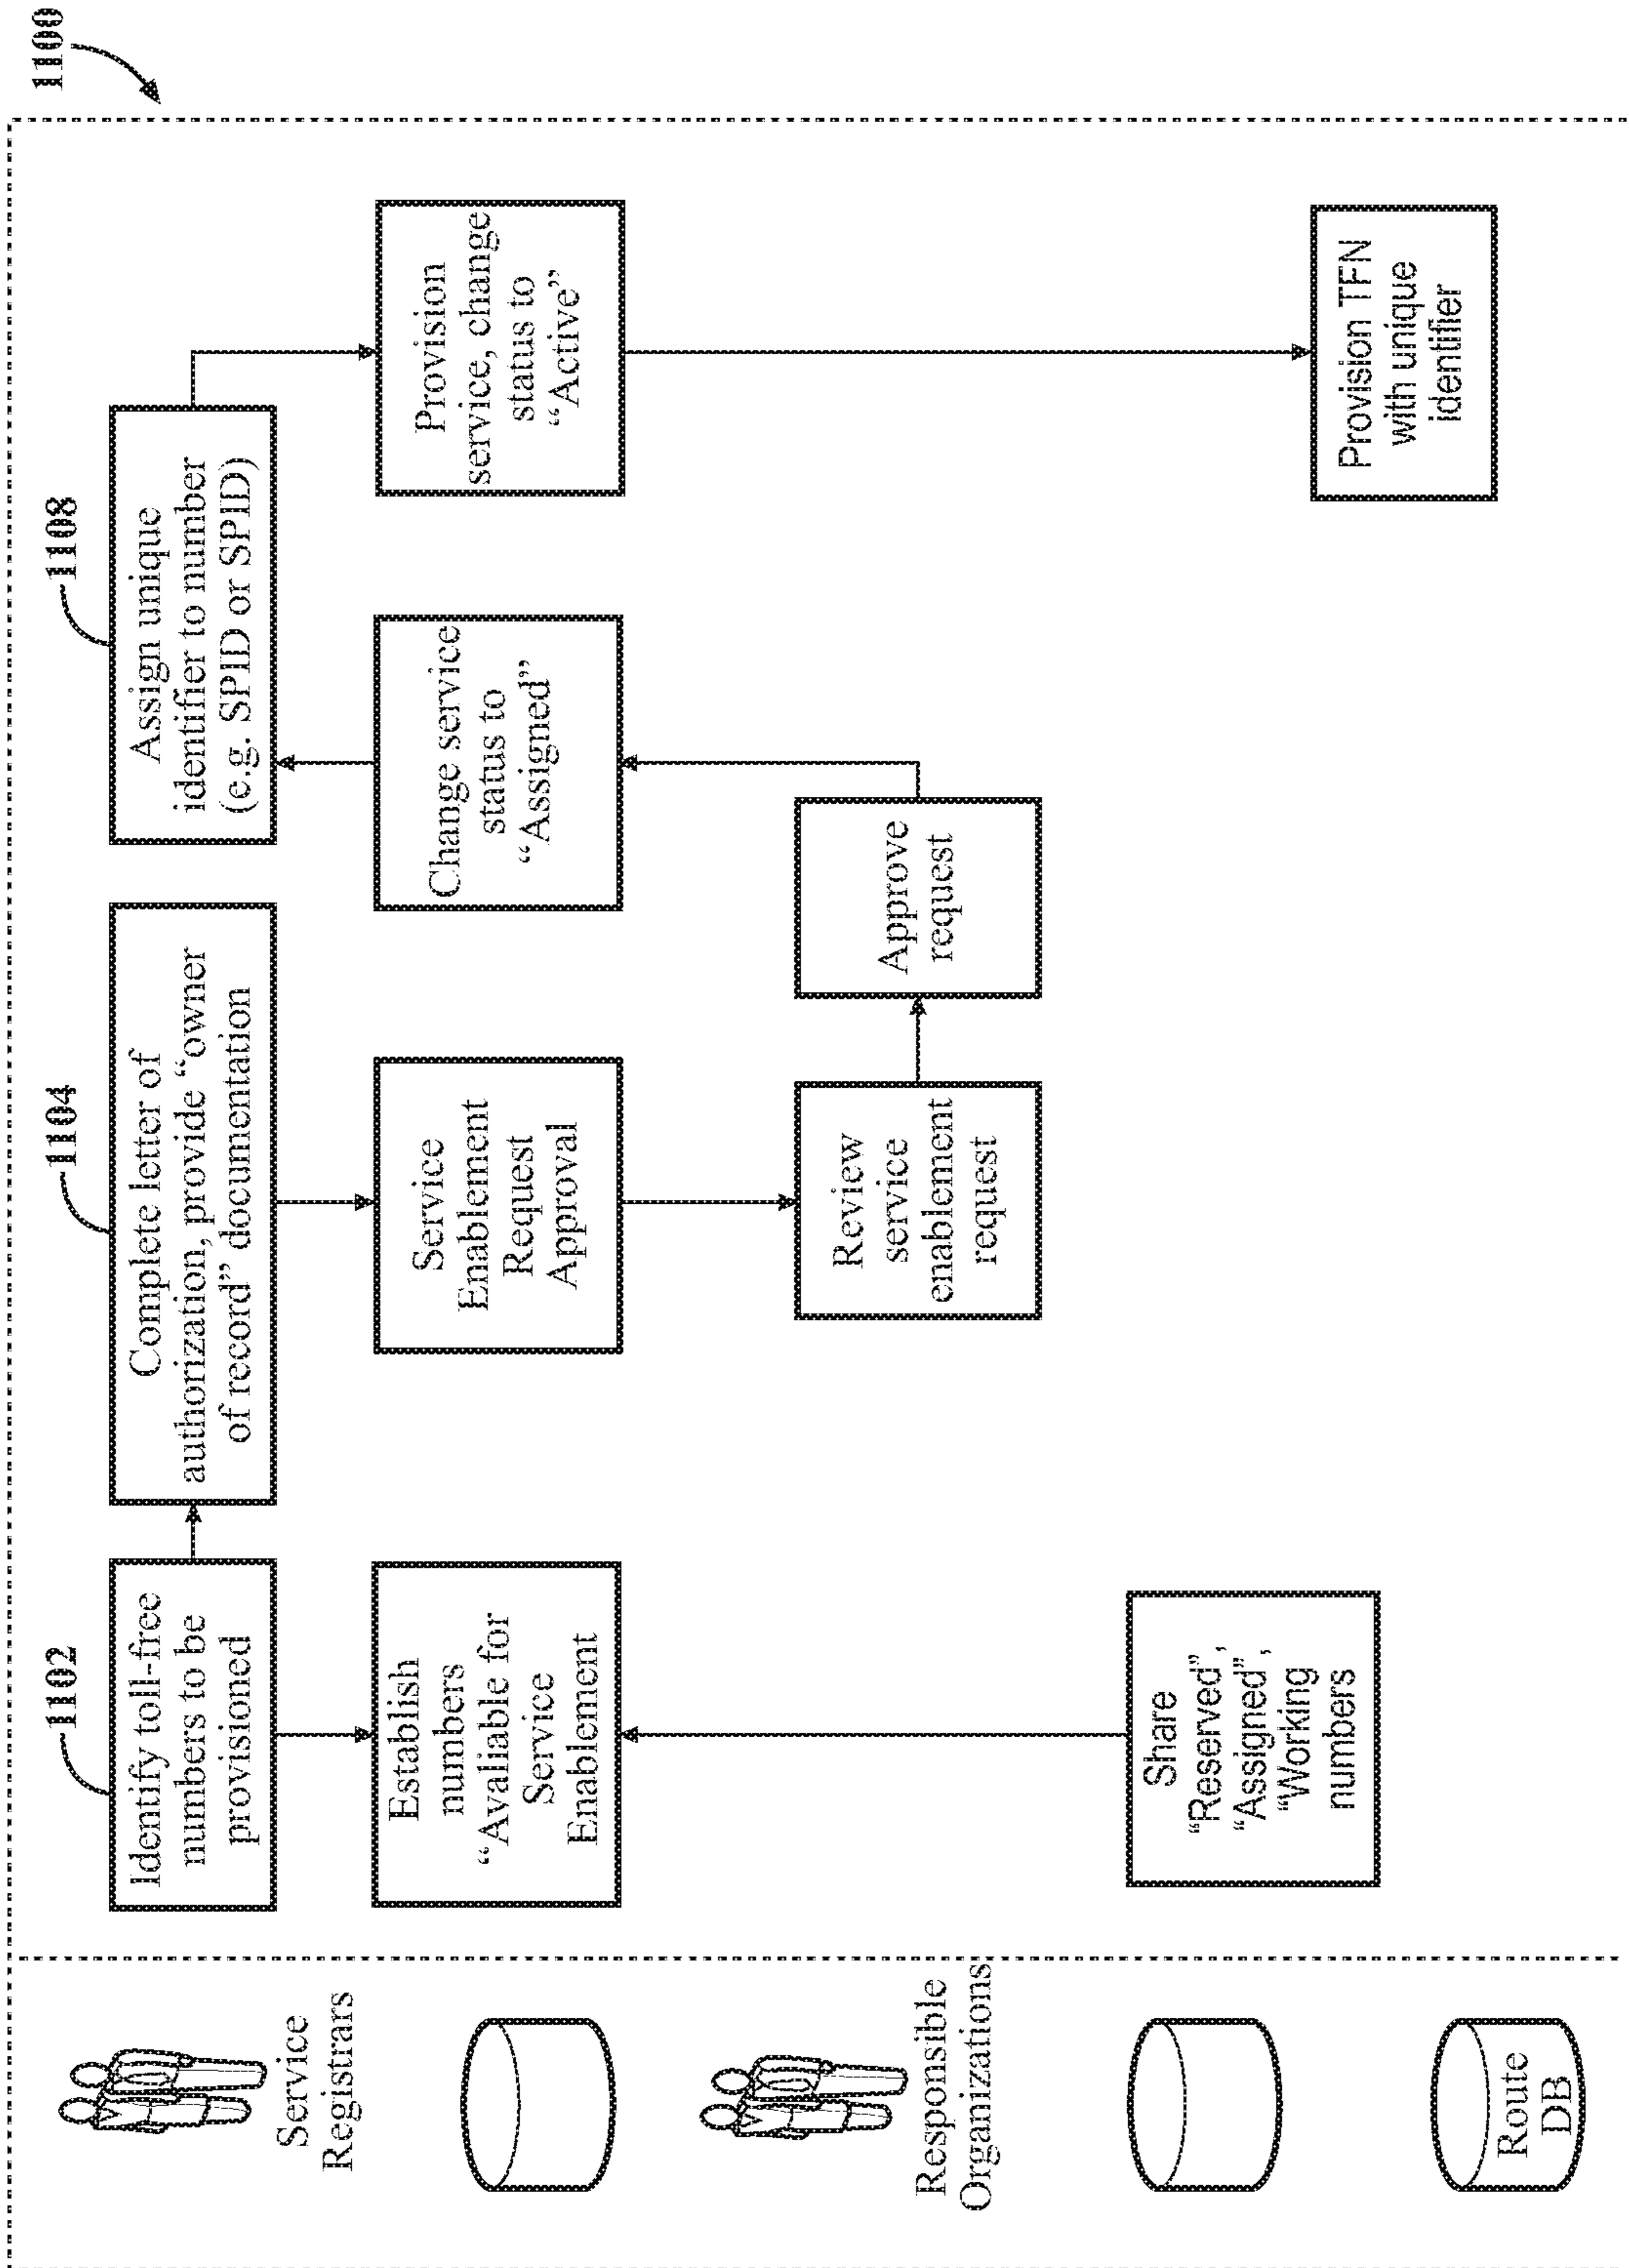 1100
1102
Identify toll-free
numbers to be
provisioned
1104
Complete letter of
authorization, provide “owner
of record” documentation
1108
Assign unique
identifier to number
(e.g. SPID or SPID)
Service
Registrars
Establish
numbers
“Avaliable for
Service
Enablement
Service
Enablement
Request
Approval
Change service
status to
“Assigned”
Provision
service, change
status to
“Active”
Responsible
Organizations
Review
service
enablement
request
Approve
request
Share
“Reserved”,
“Assigned”,
“Working
numbers
Route
DB
Provision TFN
with unique
identifier